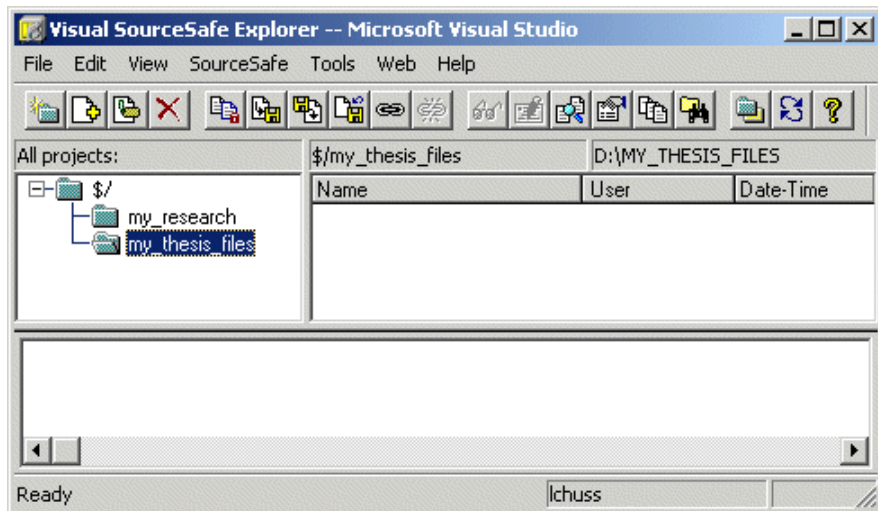 Visual SourceSafe Explorer -- Microsoft Visual Studio
File Edit View SourceSafe Tools Web Help
All projects: $/my_thesis_files D:\MY_THESIS_FILES
$/ Name User Date-Time
my_research
my_thesis_files
Ready lchuss